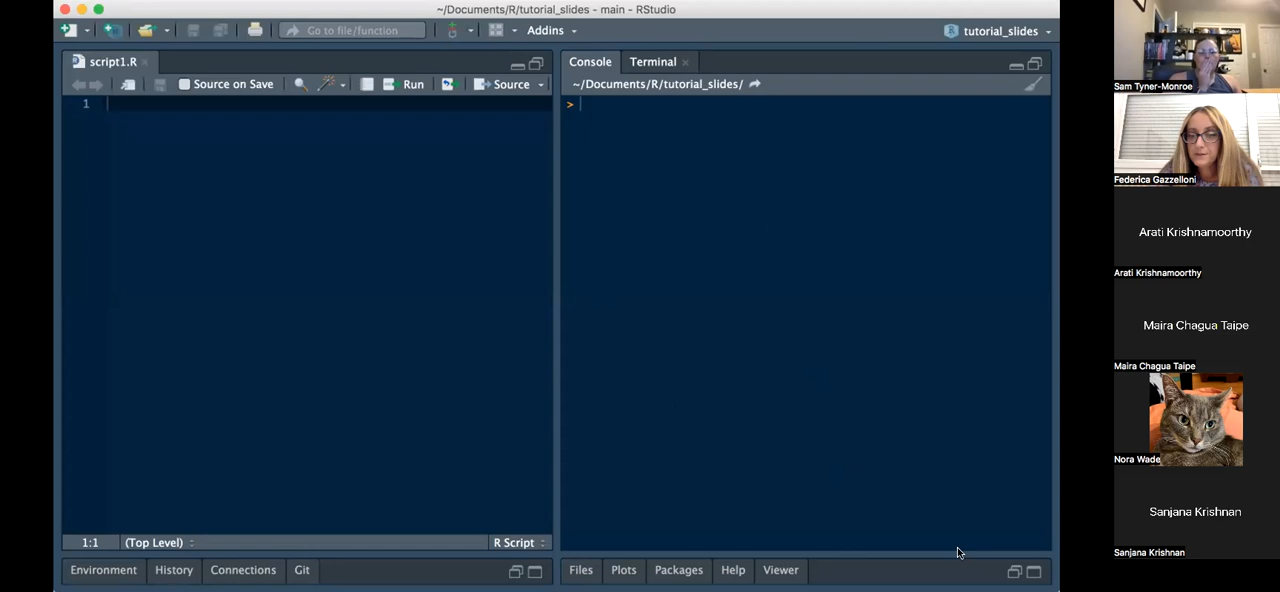 ~/Documents/R/tutorial_slides - main - RStudio
Go to file/function
Addins
tutorial_slides
script1.R
Source on Save
Run
Source
1
1:1
(Top Level)
R Script
Console
Terminal
~/Documents/R/tutorial_slides/
>
Environment
History
Connections
Git
Files
Plots
Packages
Help
Viewer
Sam Tyner-Monroe
Federica Gazzelloni
Arati Krishnamoorthy
Arati Krishnamoorthy
Maira Chagua Taipe
Maira Chagua Taipe
Nora Wade
Sanjana Krishnan
Sanjana Krishnan